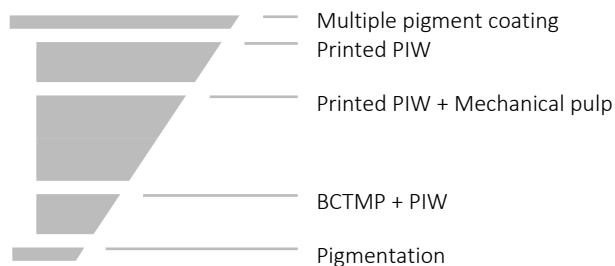 Multiple pigment coating
Printed PIW
Printed PIW + Mechanical pulp
BCTMP + PIW
Pigmentation